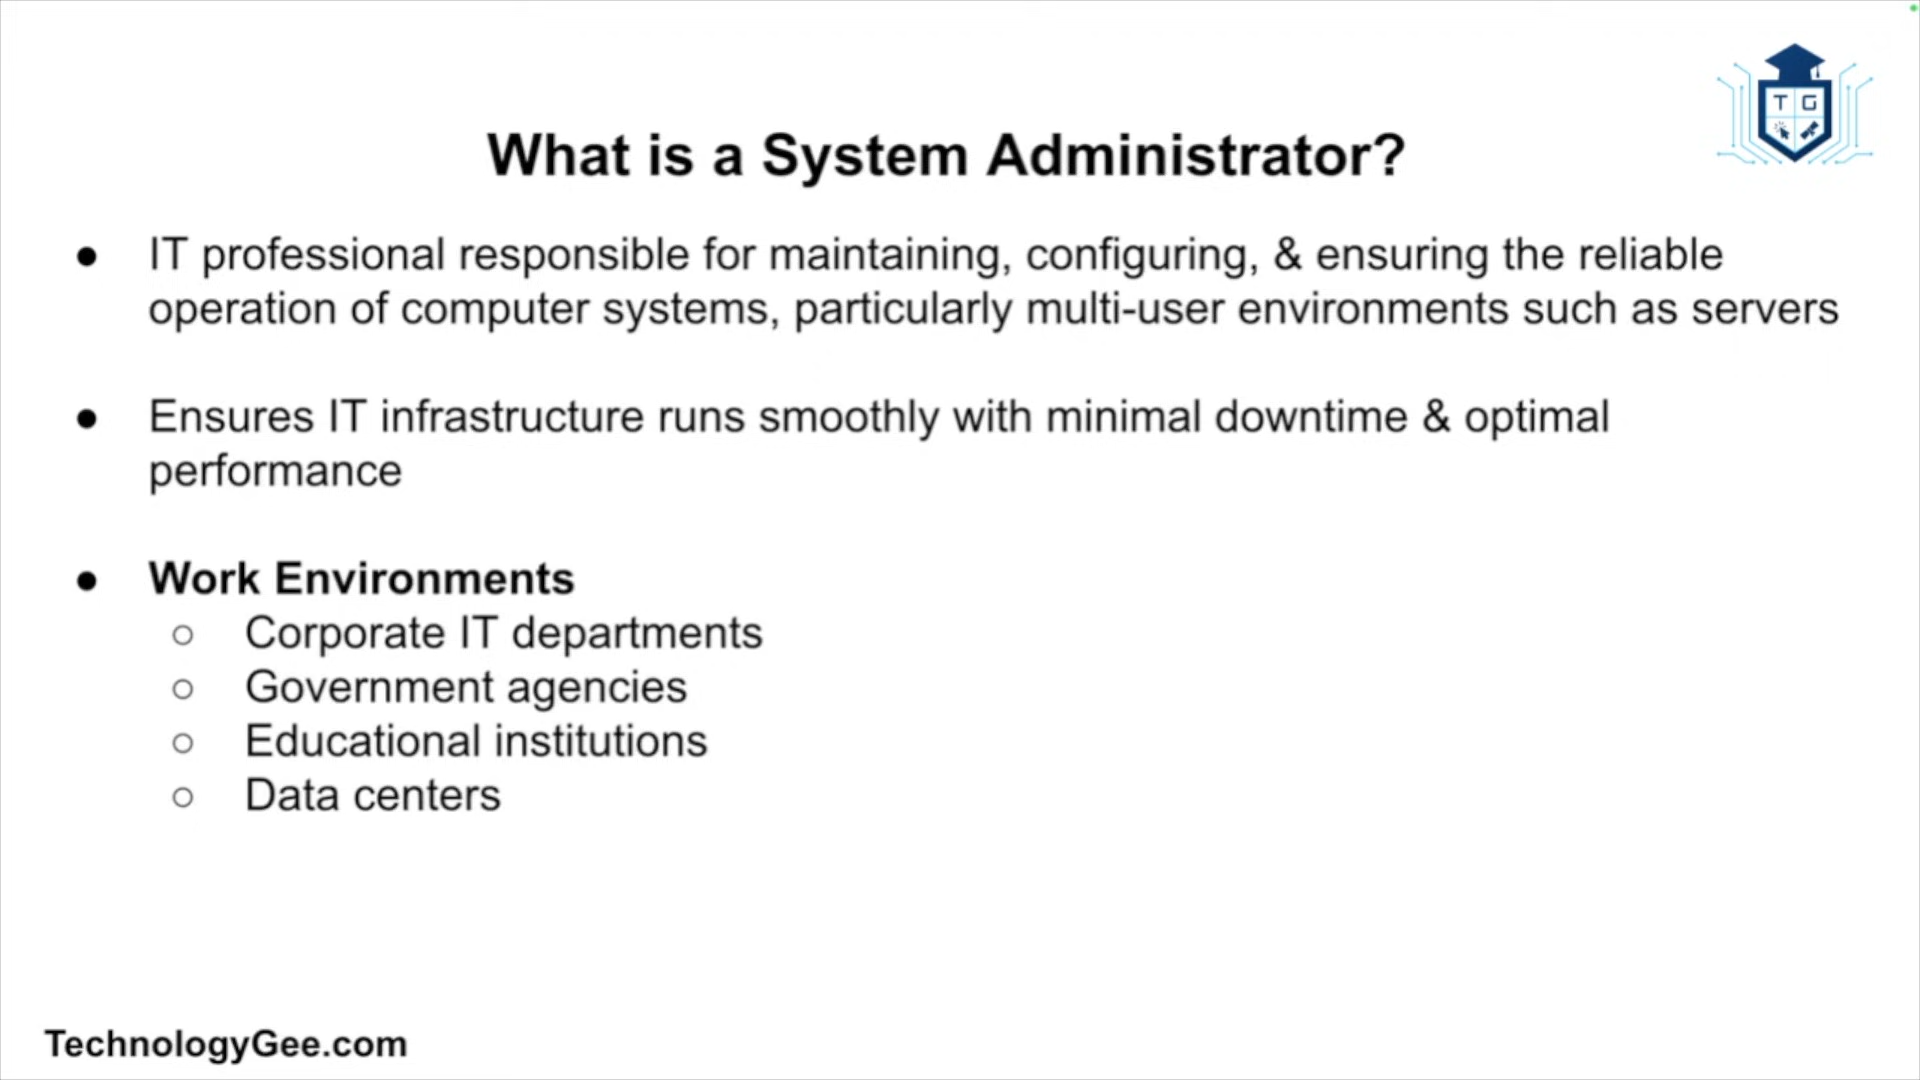 T G
What is a System Administrator?
● IT professional responsible for maintaining, configuring, & ensuring the reliable
operation of computer systems, particularly multi-user environments such as servers
● Ensures IT infrastructure runs smoothly with minimal downtime & optimal
performance
● Work Environments
○ Corporate IT departments
○ Government agencies
○ Educational institutions
○ Data centers
TechnologyGee.com